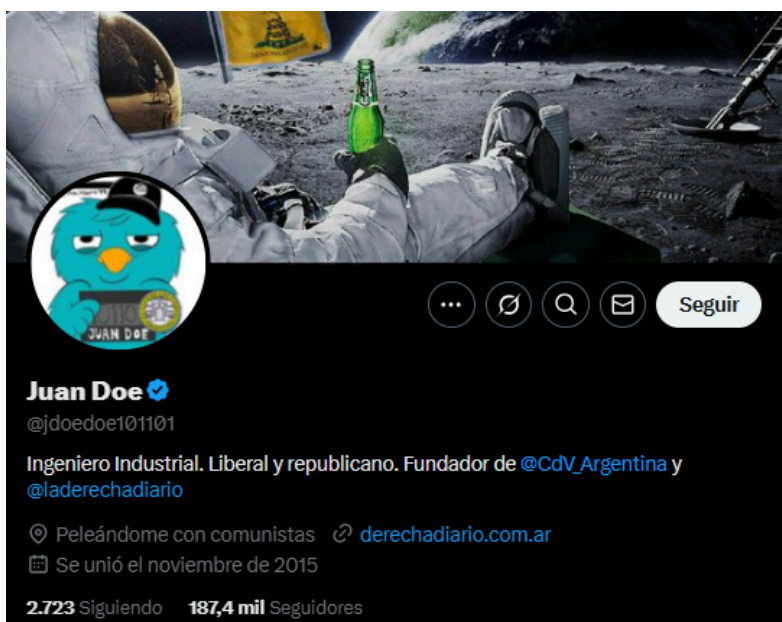 JUAN DOE
Seguir
Juan Doe
@jdoedoe101101
Ingeniero Industrial. Liberal y republicano. Fundador de @CdV_Argentina y
@laderechadiario
Peleándome con comunistas derechadiario.com.ar
Se unió el noviembre de 2015
2.723 Siguiendo 187,4 mil Seguidores